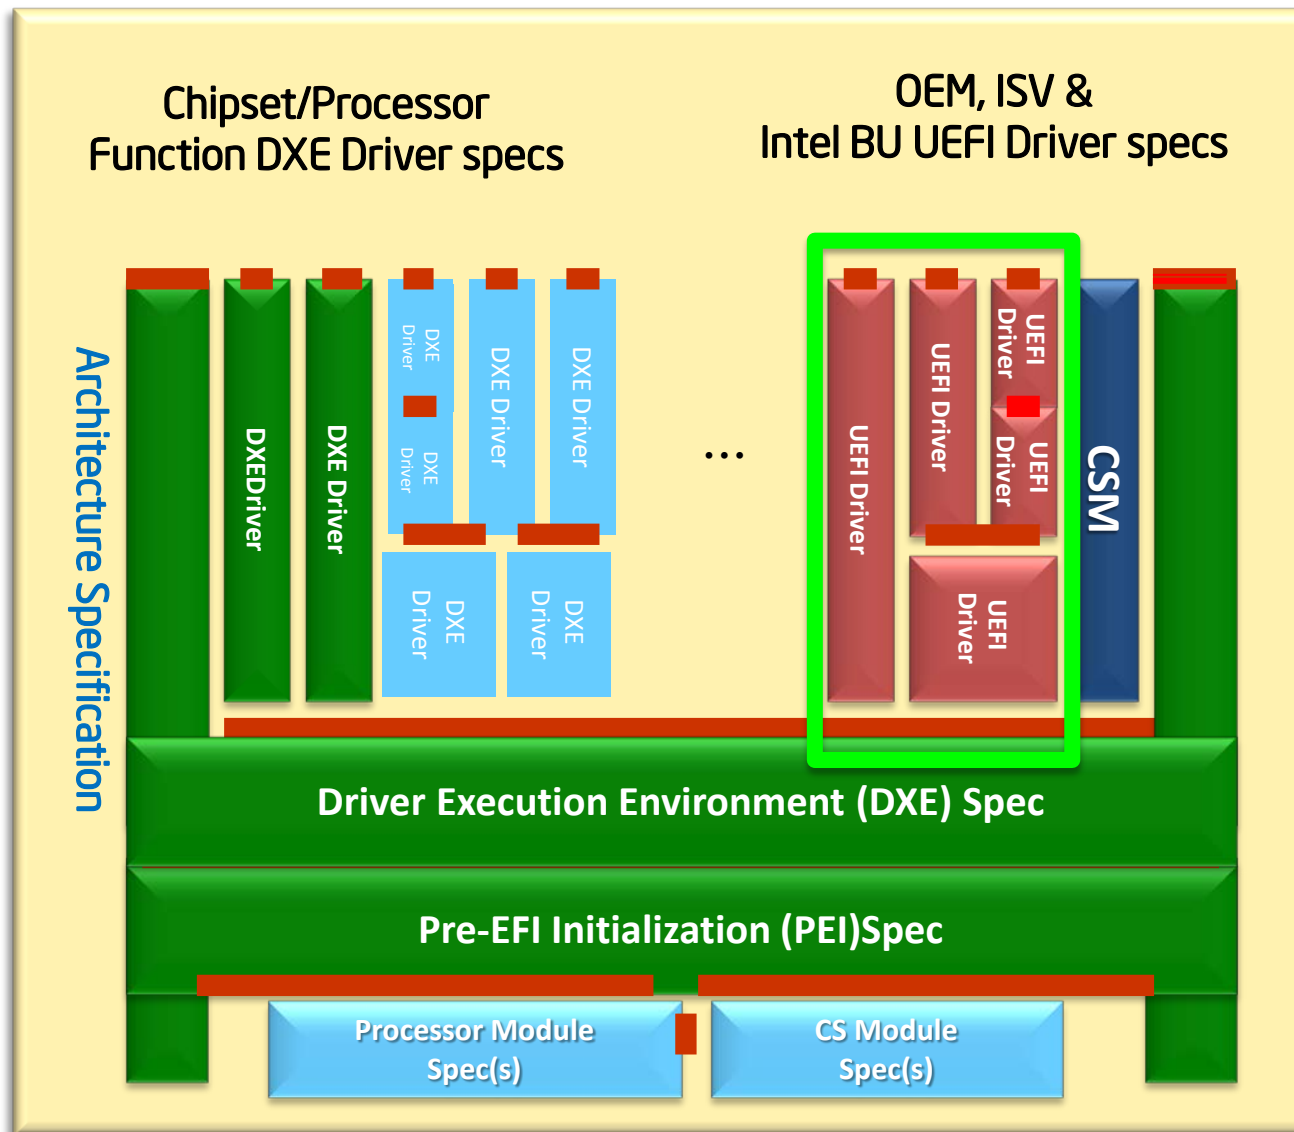 Chipset/Processor
Function DXE Driver specs
OEM, ISV &
Intel BU UEFI Driver specs
Architecture Specification
DXEDriver
DXE Driver
DXE
Driver
DXE
Driver
DXE Driver
DXE Driver
DXE
Driver
DXE
Driver
...
UEFI Driver
UEFI Driver
UEFI
Driver
UEFI
Driver
UEFI
Driver
CSM
Driver Execution Environment (DXE) Spec
Pre-EFI Initialization (PEI)Spec
Processor Module
Spec(s)
CS Module
Spec(s)